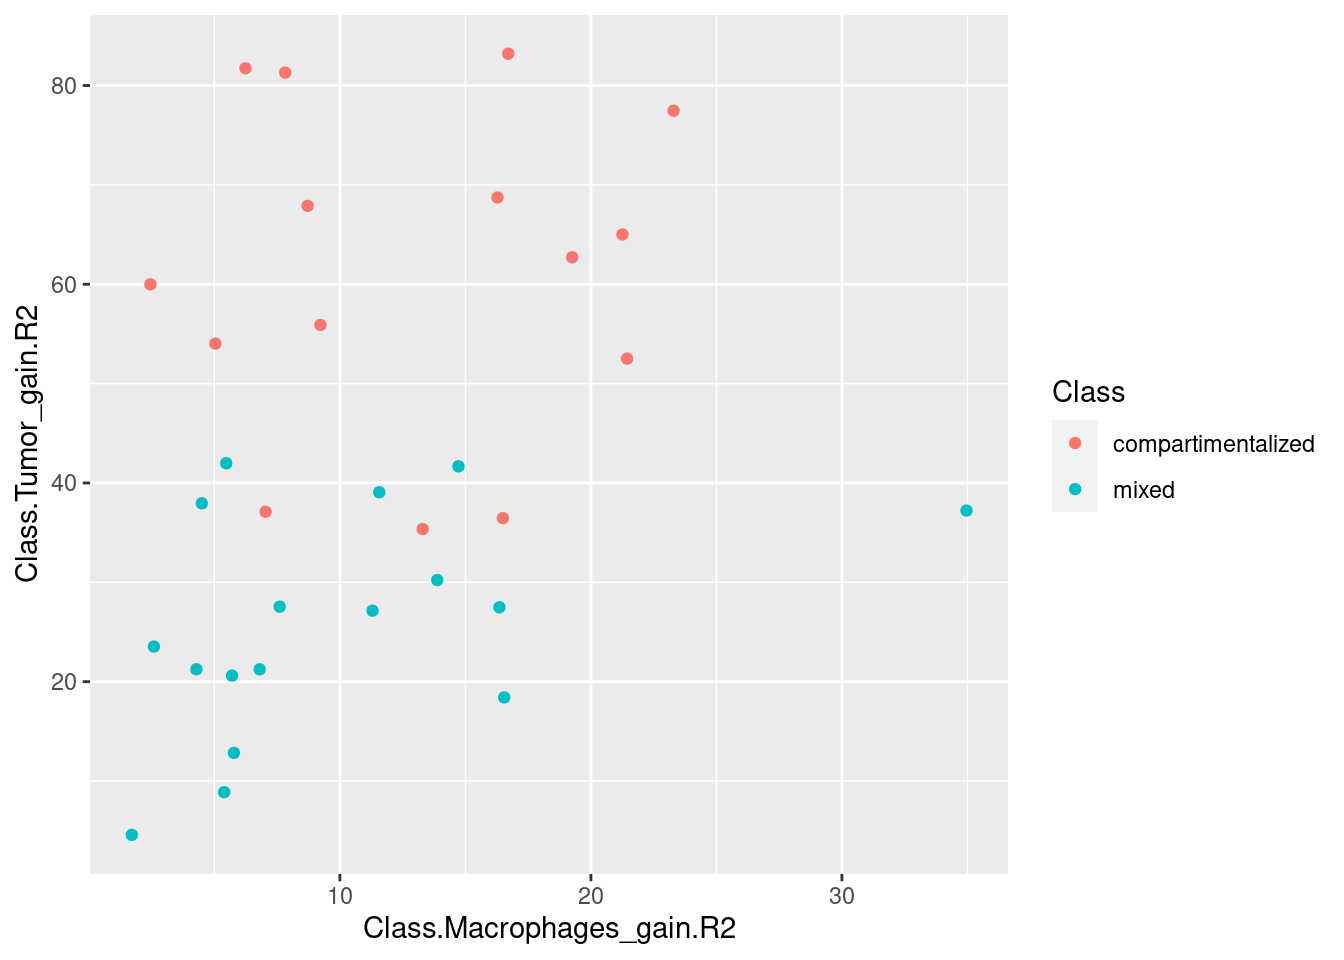 80
60
40
20
Class.Tumor_gain.R2
10 20 30
Class.Macrophages_gain.R2
Class
compartimentalized
mixed